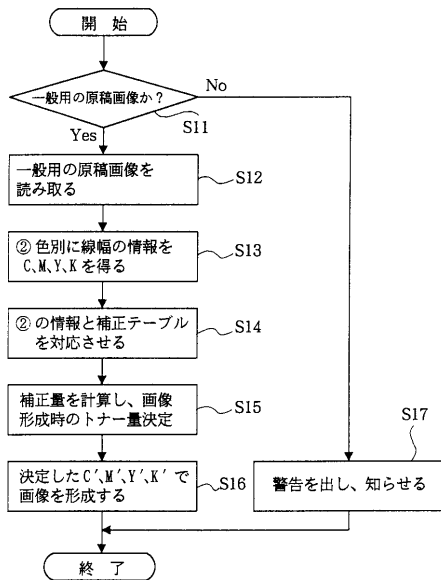 開 始
一般用の原稿画像か？
No
S11
Yes
一般用の原稿画像を
読み取る
S12
② 色別に線幅の情報を
C、M、Y、Kを得る
S13
② の情報と補正テーブル
を対応させる
S14
補正量を計算し、画像
形成時のトナー量決定
S15
S17
決定したC′、M′、Y′、K′で
画像を形成する
S16
警告を出し、知らせる
終 了